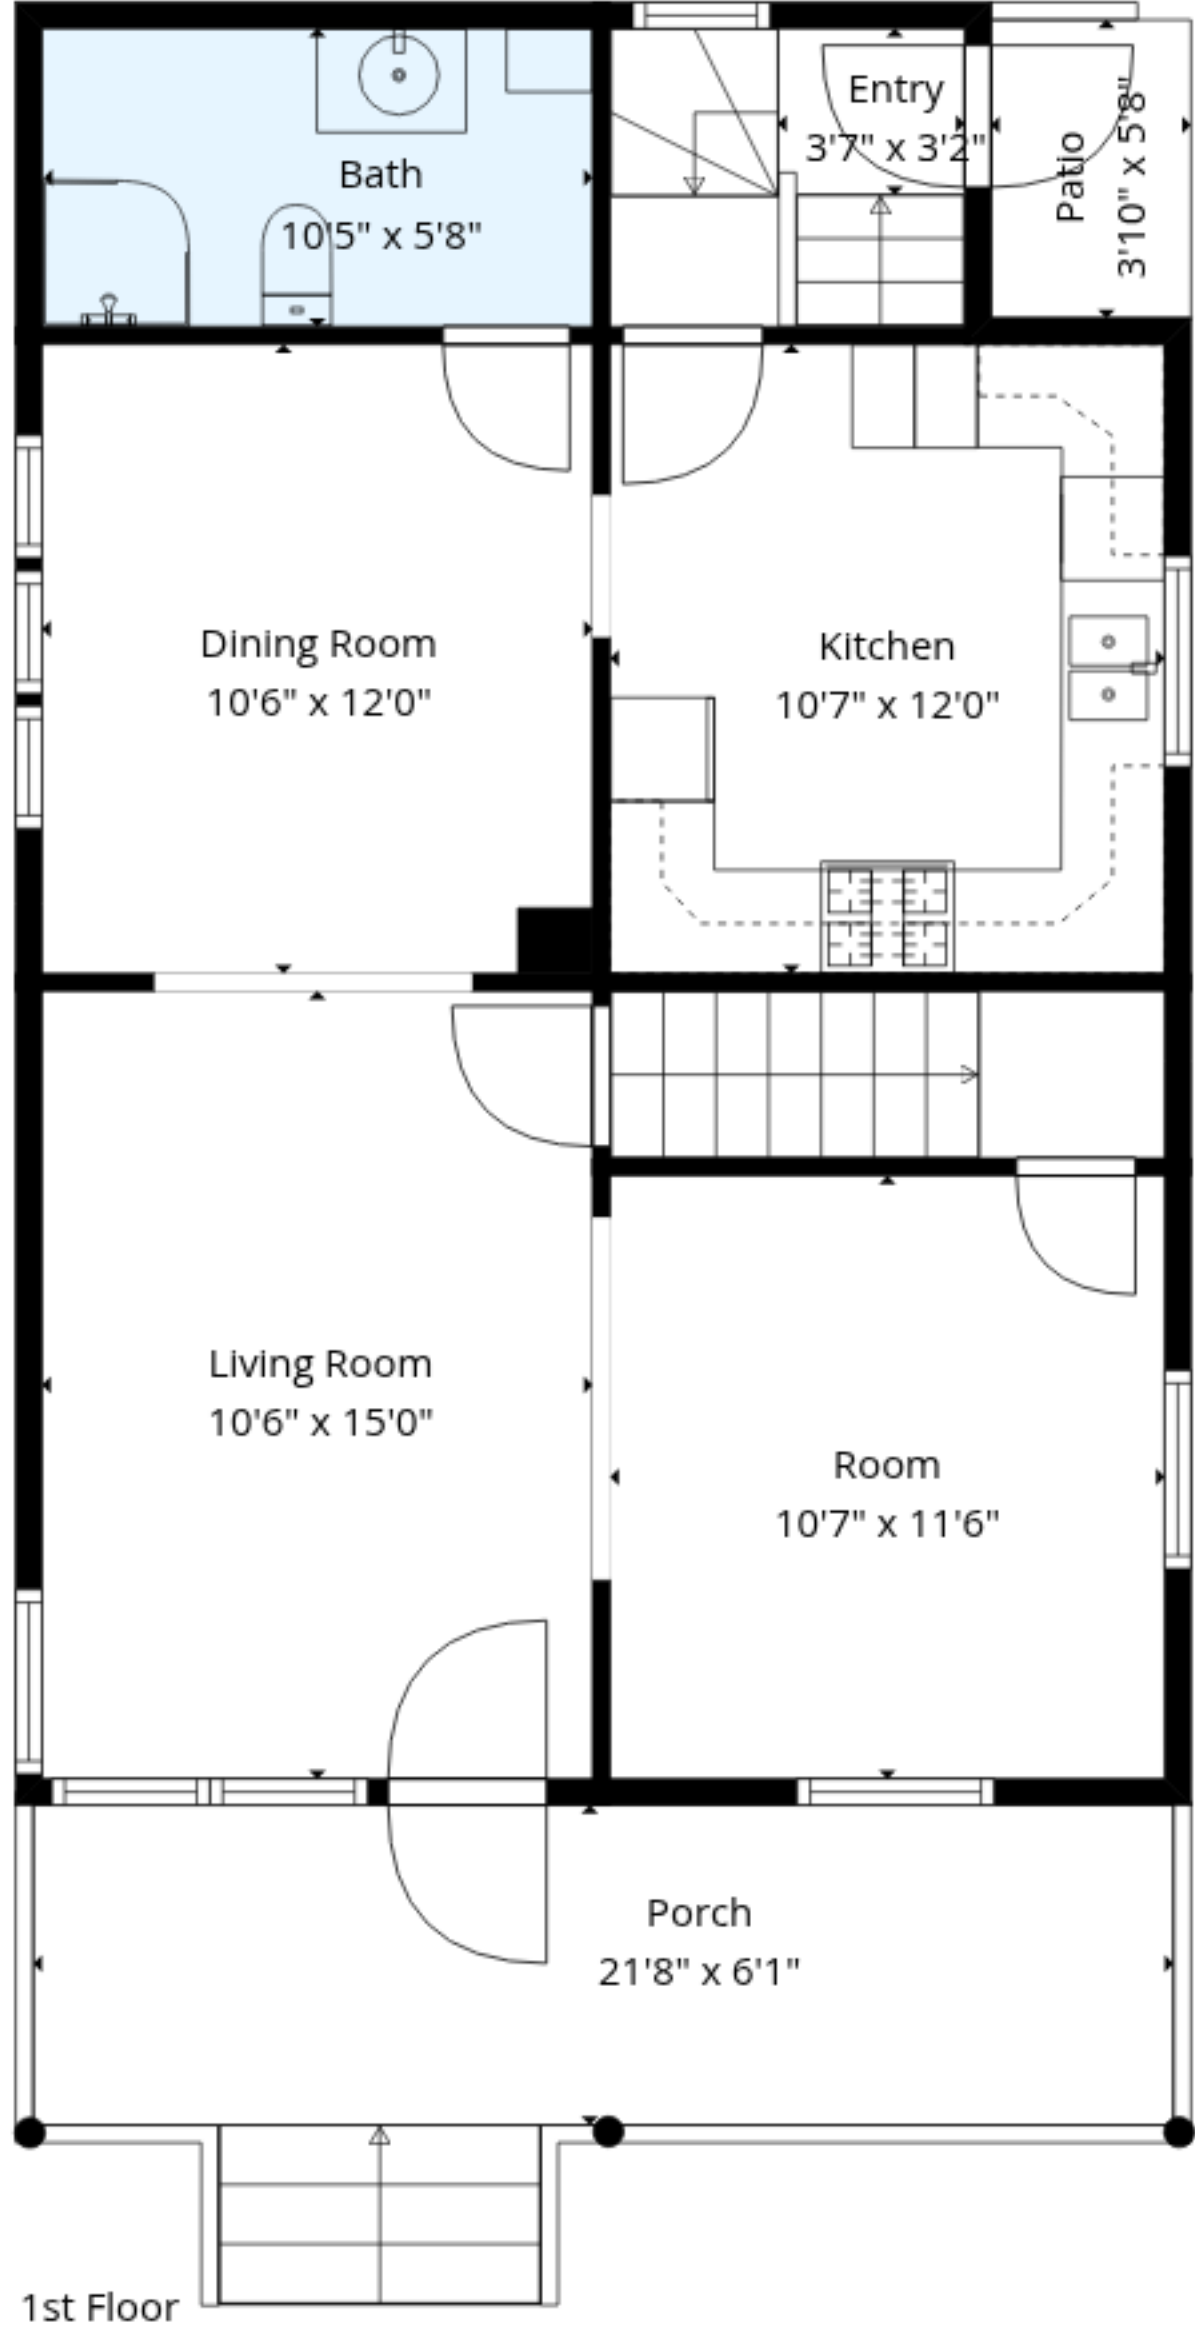 Bath
10'5" x 5'8"
Entry
3'7" x 3'2"
Patio
3'10" x 5'8"
Dining Room
10'6" x 12'0"
Kitchen
10'7" x 12'0"
Living Room
10'6" x 15'0"
Room
10'7" x 11'6"
Porch
21'8" x 6'1"
1st Floor